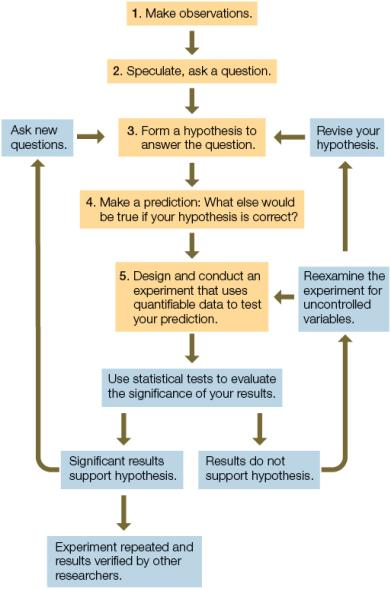 1. Make observations.
2. Speculate, ask a question.
Ask new
questions.
3. Form a hypothesis to
answer the question.
Revise your
hypothesis.
4. Make a prediction: What else would
be true if your hypothesis is correct?
5. Design and conduct an
experiment that uses
quantifiable data to test
your prediction.
Reexamine the
experiment for
uncontrolled
variables.
Use statistical tests to evaluate
the significance of your results.
Significant results
support hypothesis.
Results do not
support hypothesis.
Experiment repeated and
results verified by other
researchers.